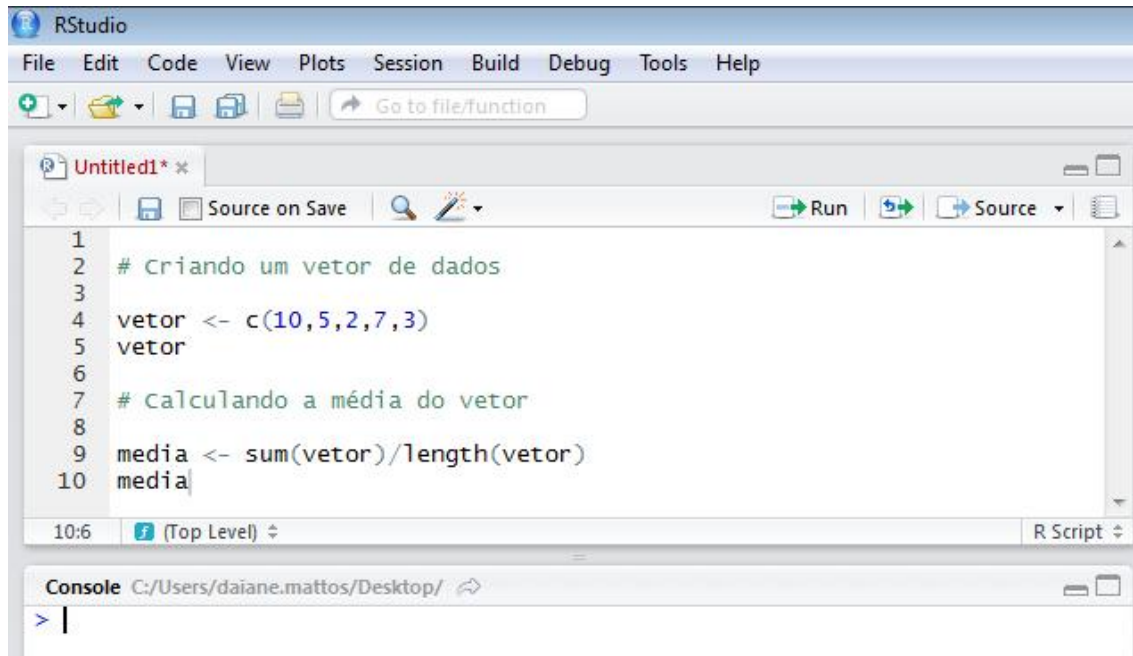 RStudio
File Edit Code View Plots Session Build Debug Tools Help
Go to file/function
Untitled1* ×
Source on Save Run Source
1
2 # Criando um vetor de dados
3
4 vetor <- c(10,5,2,7,3)
5 vetor
6
7 # Calculando a média do vetor
8
9 media <- sum(vetor)/length(vetor)
10 media
10:6 (Top Level) R Script
Console C:/Users/daiane.mattos/Desktop/
>